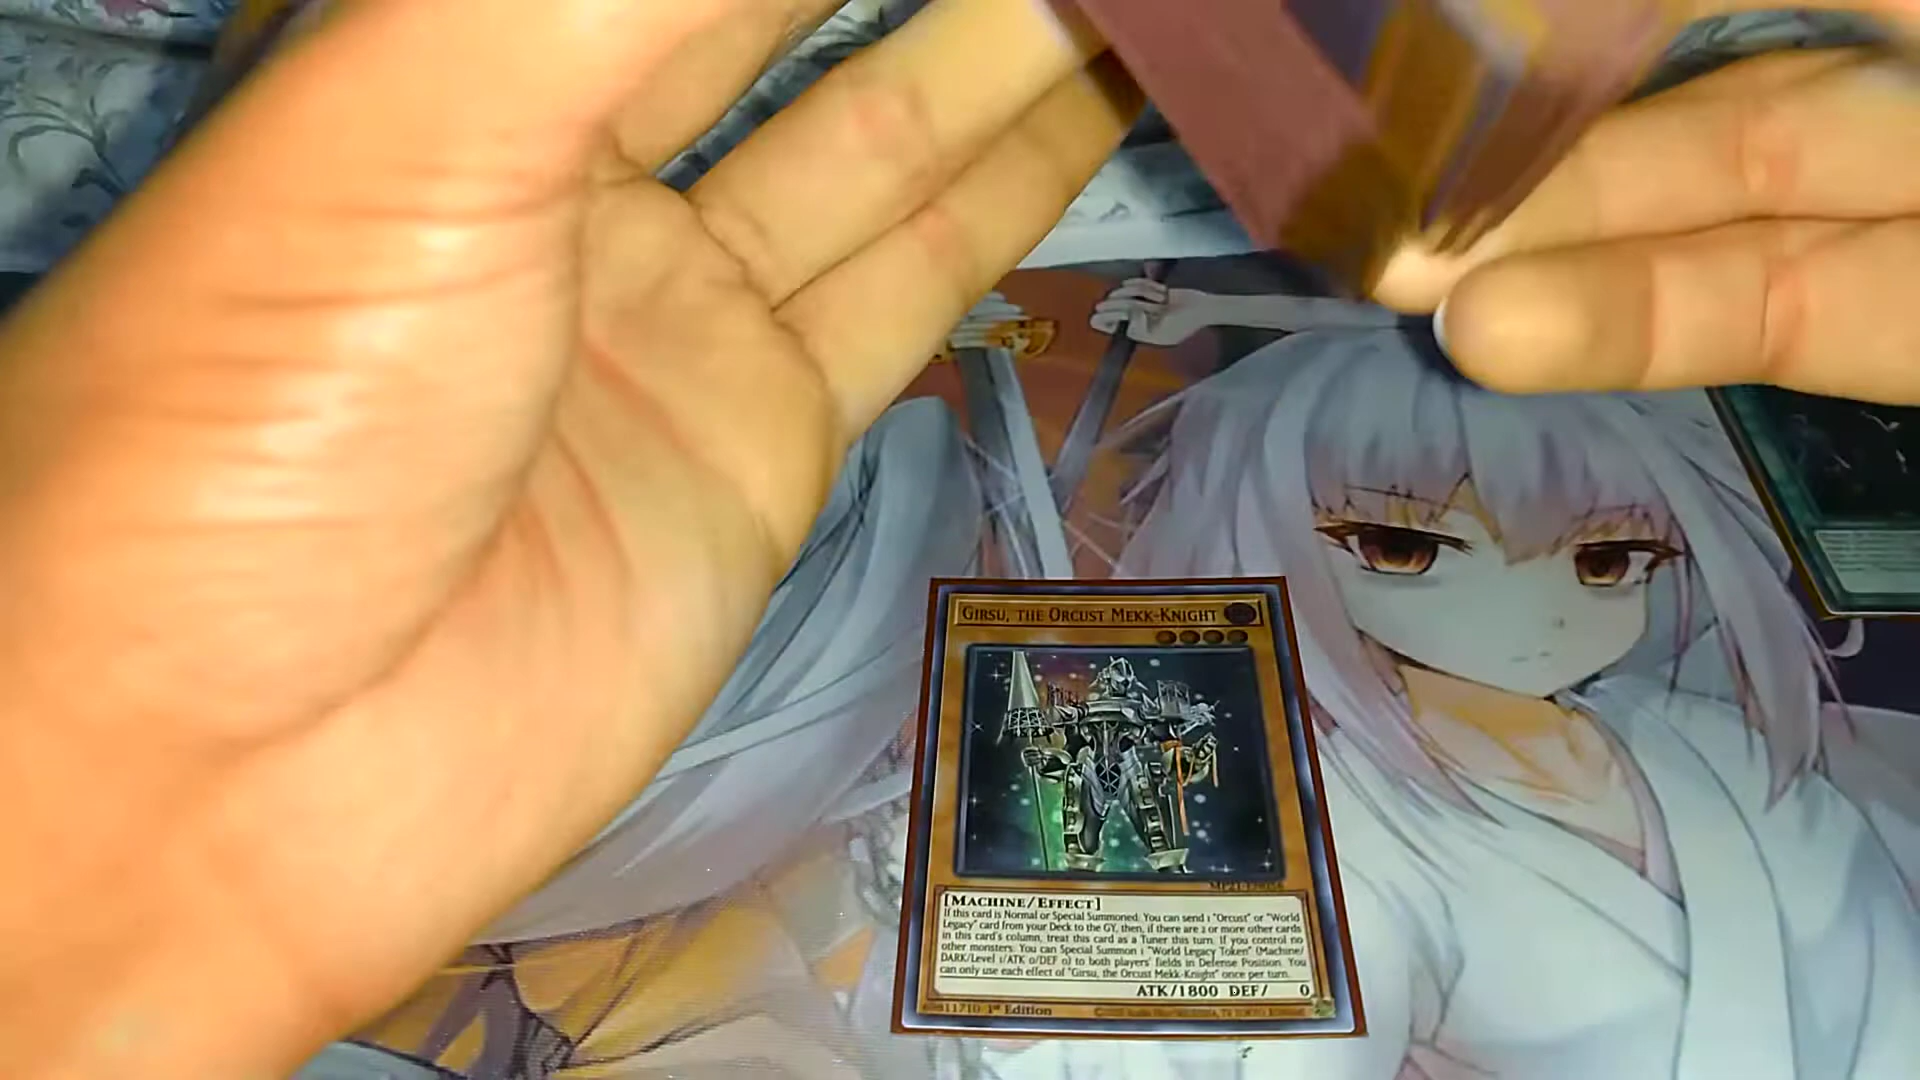 GIRSU, THE ORCUST MEKK-KNIGHT
[MACHINE/EFFECT]
If this card is Normal or Special Summoned: You can send 1 "Orcust" or "World
Legacy" card from your Deck to the GY, then, if there are 2 or more other cards
in this card's column, treat this card as a Tuner this turn. If you control no
other monsters: You can Special Summon 1 "World Legacy Token" (Machine/
DARK/Level 1/ATK 0/DEF 0) to both players' fields in Defense Position. You
can only use each effect of "Girsu, the Orcust Mekk-Knight" once per turn.
ATK/1800 DEF/ 0
1st Edition